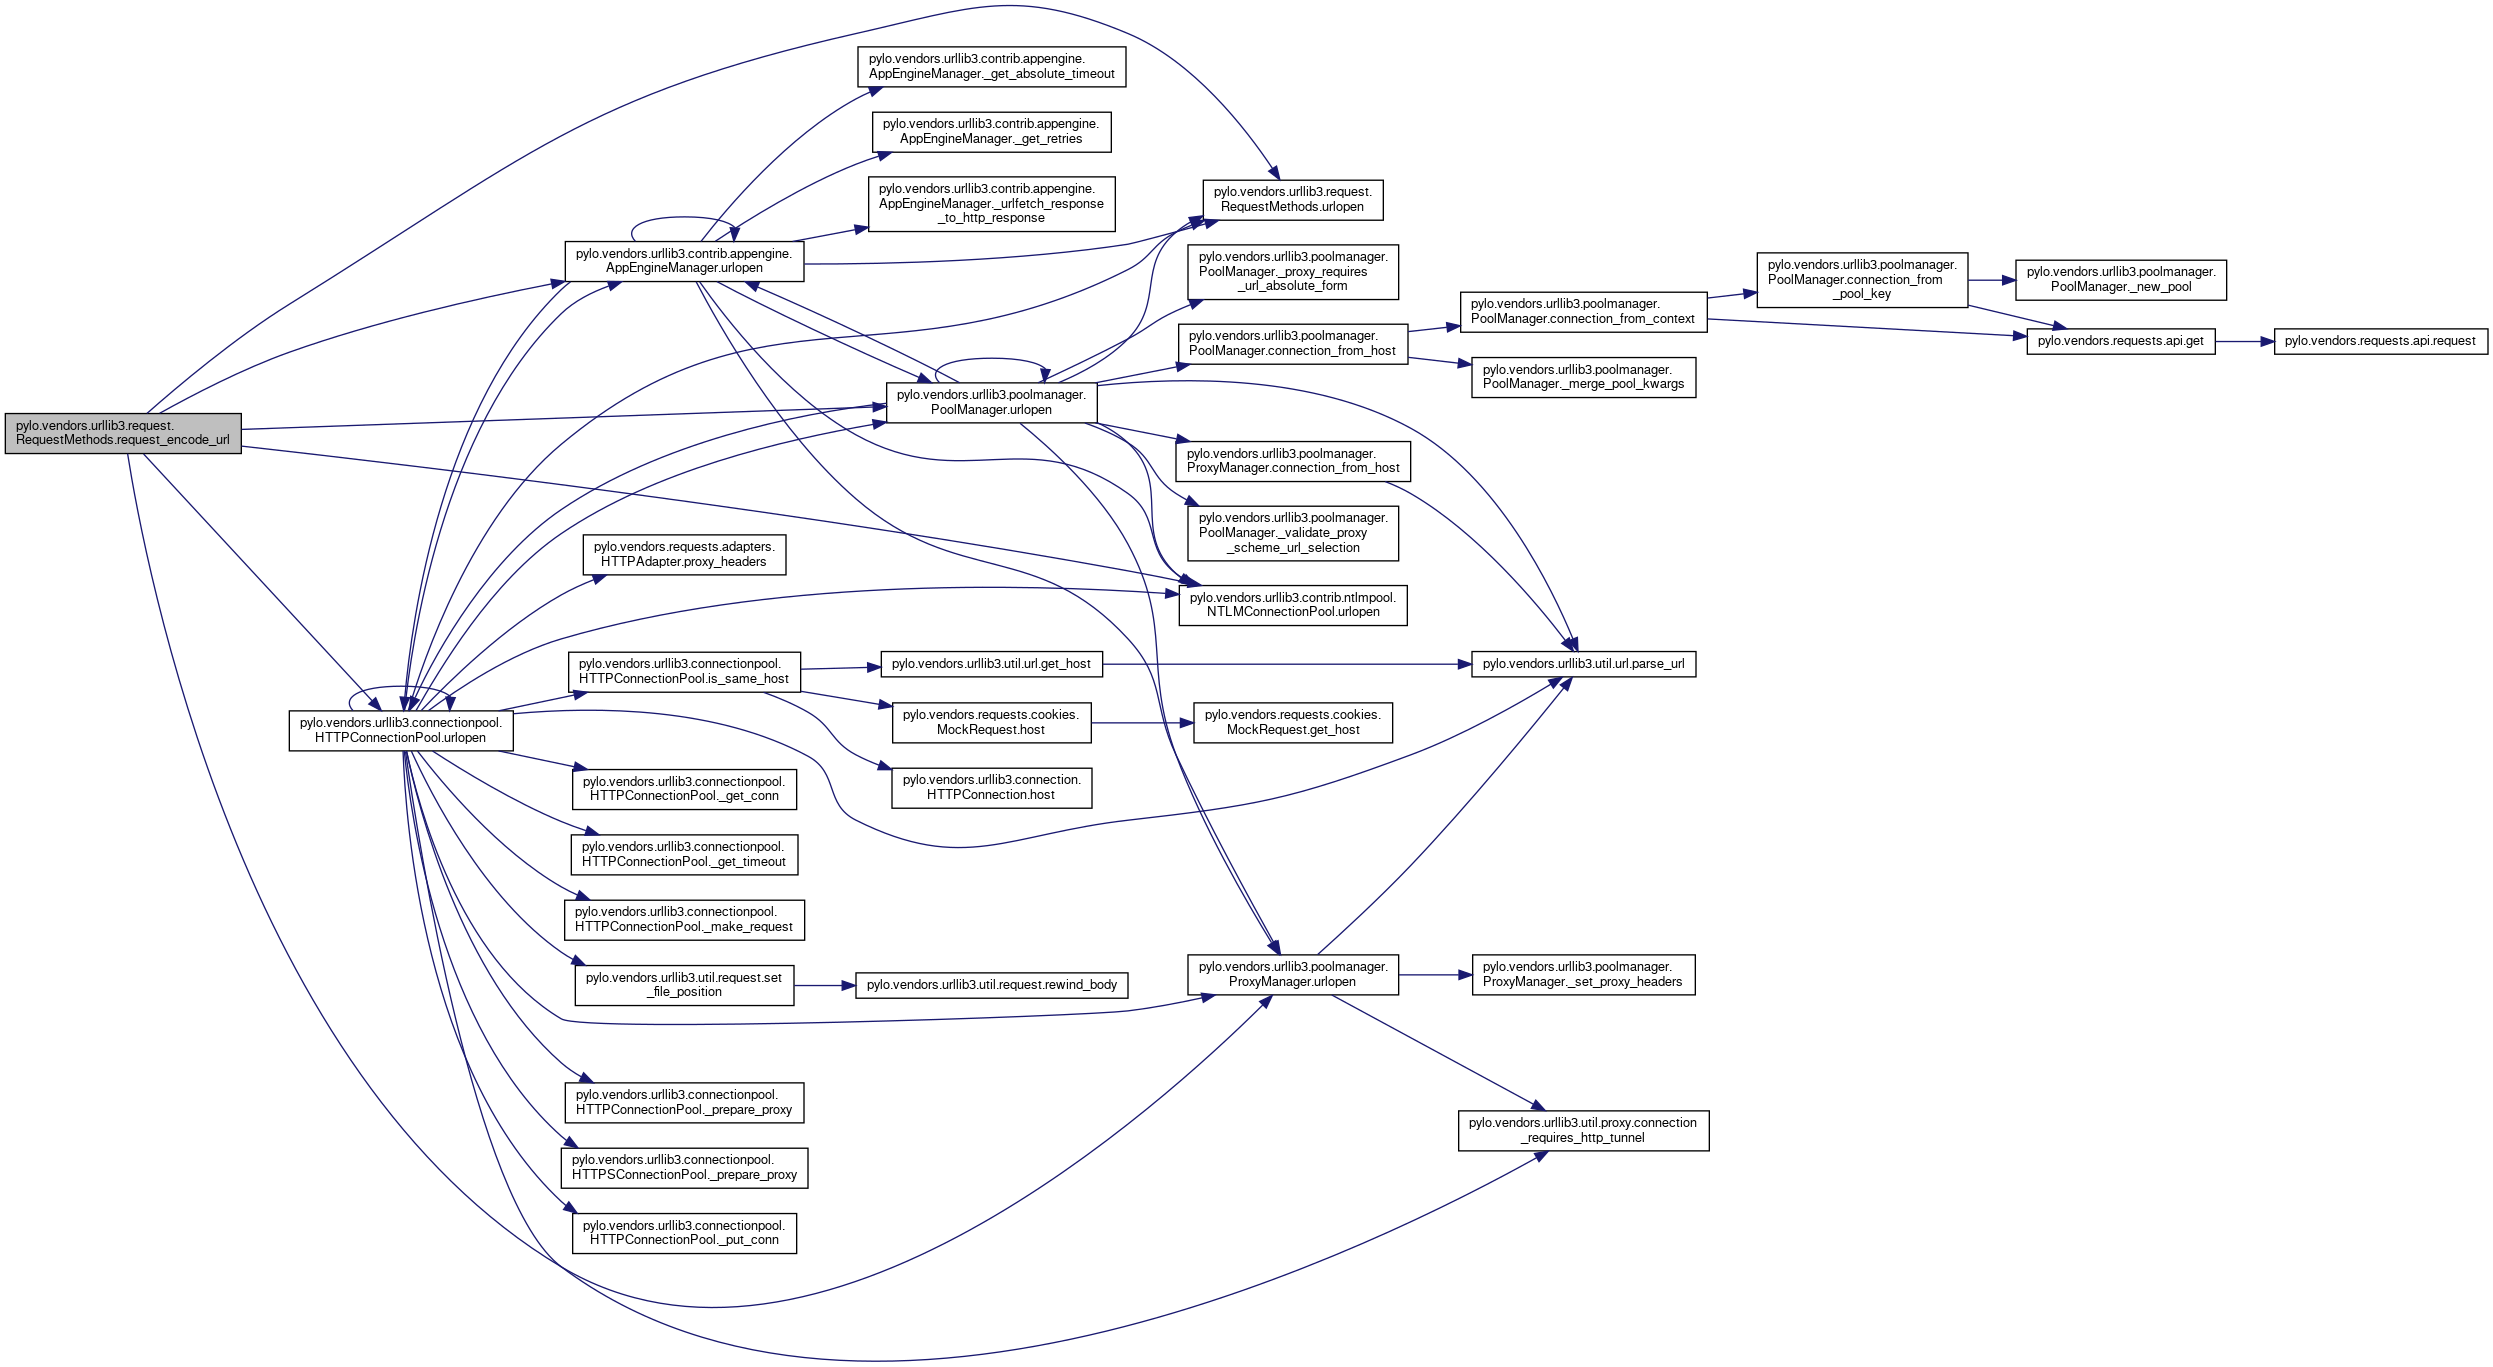 pylo.vendors.urllib3.request.
RequestMethods.request_encode_url
pylo.vendors.urllib3.connectionpool.
HTTPConnectionPool.urlopen
pylo.vendors.urllib3.contrib.appengine.
AppEngineManager.urlopen
pylo.vendors.requests.adapters.
HTTPAdapter.proxy_headers
pylo.vendors.urllib3.connectionpool.
HTTPConnectionPool.is_same_host
pylo.vendors.urllib3.connectionpool.
HTTPConnectionPool._get_conn
pylo.vendors.urllib3.connectionpool.
HTTPConnectionPool._get_timeout
pylo.vendors.urllib3.connectionpool.
HTTPConnectionPool._make_request
pylo.vendors.urllib3.util.request.set
_file_position
pylo.vendors.urllib3.connectionpool.
HTTPConnectionPool._prepare_proxy
pylo.vendors.urllib3.connectionpool.
HTTPSConnectionPool._prepare_proxy
pylo.vendors.urllib3.connectionpool.
HTTPConnectionPool._put_conn
pylo.vendors.urllib3.contrib.appengine.
AppEngineManager._get_absolute_timeout
pylo.vendors.urllib3.contrib.appengine.
AppEngineManager._get_retries
pylo.vendors.urllib3.contrib.appengine.
AppEngineManager._urlfetch_response
_to_http_response
pylo.vendors.urllib3.poolmanager.
PoolManager.urlopen
pylo.vendors.urllib3.util.url.get_host
pylo.vendors.requests.cookies.
MockRequest.host
pylo.vendors.urllib3.connection.
HTTPConnection.host
pylo.vendors.urllib3.util.request.rewind_body
pylo.vendors.urllib3.request.
RequestMethods.urlopen
pylo.vendors.urllib3.poolmanager.
PoolManager._proxy_requires
_url_absolute_form
pylo.vendors.urllib3.poolmanager.
PoolManager.connection_from_host
pylo.vendors.urllib3.poolmanager.
ProxyManager.connection_from_host
pylo.vendors.urllib3.poolmanager.
PoolManager._validate_proxy
_scheme_url_selection
pylo.vendors.urllib3.contrib.ntlmpool.
NTLMConnectionPool.urlopen
pylo.vendors.requests.cookies.
MockRequest.get_host
pylo.vendors.urllib3.poolmanager.
ProxyManager.urlopen
pylo.vendors.urllib3.poolmanager.
PoolManager.connection_from_context
pylo.vendors.urllib3.poolmanager.
PoolManager._merge_pool_kwargs
pylo.vendors.urllib3.util.url.parse_url
pylo.vendors.urllib3.poolmanager.
ProxyManager._set_proxy_headers
pylo.vendors.urllib3.util.proxy.connection
_requires_http_tunnel
pylo.vendors.urllib3.poolmanager.
PoolManager.connection_from
_pool_key
pylo.vendors.urllib3.poolmanager.
PoolManager._new_pool
pylo.vendors.requests.api.get
pylo.vendors.requests.api.request